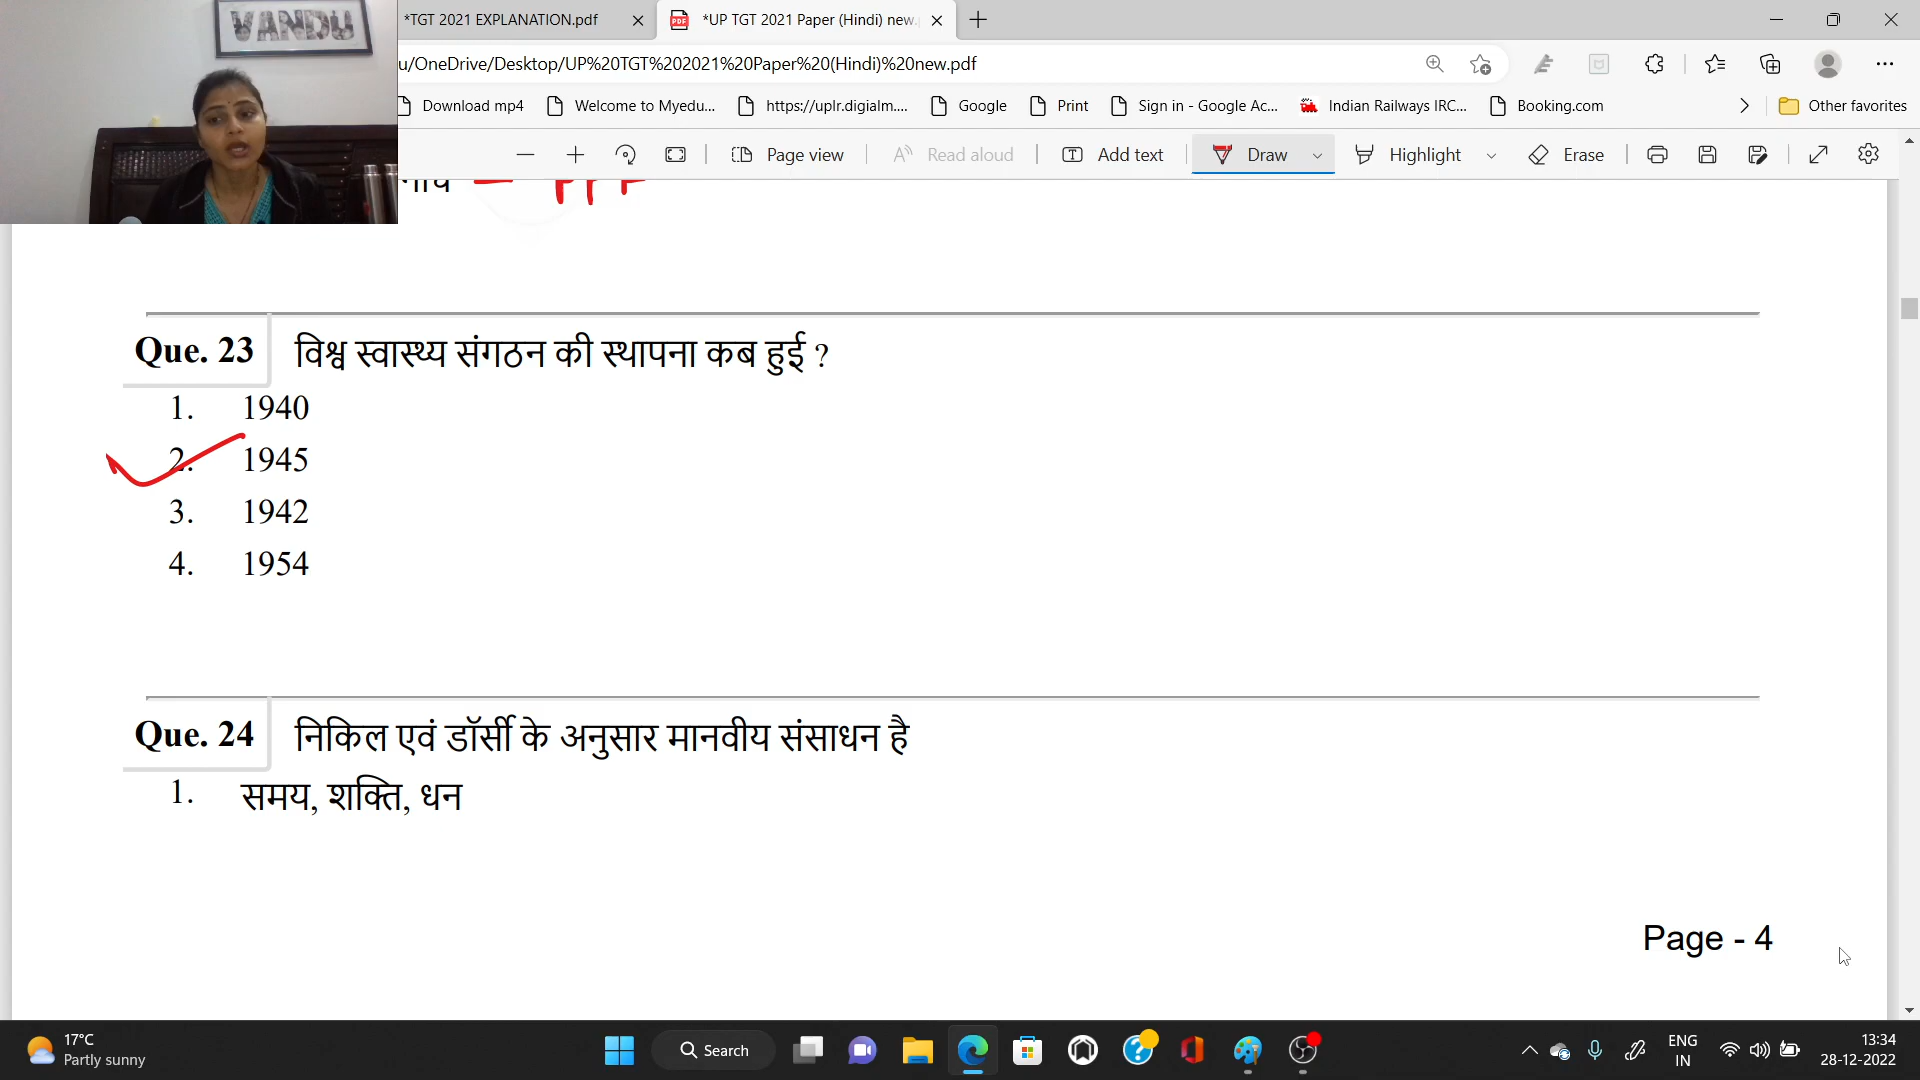 VANDU
*TGT 2021 EXPLANATION.pdf
*UP TGT 2021 Paper (Hindi) new.
u/OneDrive/Desktop/UP%20TGT%202021%20Paper%20(Hindi)%20new.pdf
Download mp4
Welcome to Myedu...
https://uplr.digialm....
Google
Print
Sign in - Google Ac...
Indian Railways IRC...
Booking.com
Other favorites
Page view
Read aloud
Add text
Draw
Highlight
Erase
Que. 23 विश्व स्वास्थ्य संगठन की स्थापना कब हुई ?
1. 1940
2. 1945
3. 1942
4. 1954
Que. 24 निकिल एवं डॉर्सी के अनुसार मानवीय संसाधन है
1. समय, शक्ति, धन
Page - 4
17°C
Partly sunny
Search
ENG
IN
13:34
28-12-2022